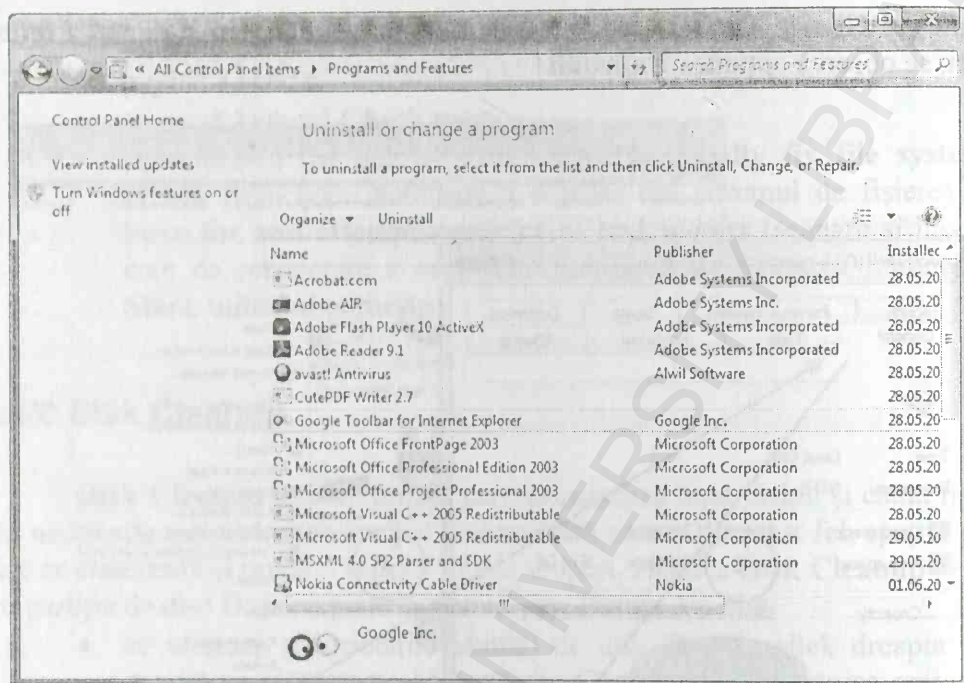 « All Control Panel Items ▸ Programs and Features
Search Programs and Features
Control Panel Home
View installed updates
Turn Windows features on or
off
Uninstall or change a program
To uninstall a program, select it from the list and then click Uninstall, Change, or Repair.
Organize Uninstall
Name Publisher Installec
Acrobat.com Adobe Systems Incorporated 28.05.20
Adobe AIR Adobe Systems Inc. 28.05.20
Adobe Flash Player 10 ActiveX Adobe Systems Incorporated 28.05.20
Adobe Reader 9.1 Adobe Systems Incorporated 28.05.20
avast! Antivirus Alwil Software 28.05.20
CutePDF Writer 2.7 28.05.20
Google Toolbar for Internet Explorer Google Inc. 28.05.20
Microsoft Office FrontPage 2003 Microsoft Corporation 28.05.20
Microsoft Office Professional Edition 2003 Microsoft Corporation 28.05.20
Microsoft Office Project Professional 2003 Microsoft Corporation 28.05.20
Microsoft Visual C++ 2005 Redistributable Microsoft Corporation 28.05.20
Microsoft Visual C++ 2005 Redistributable Microsoft Corporation 29.05.20
MSXML 4.0 SP2 Parser and SDK Microsoft Corporation 29.05.20
Nokia Connectivity Cable Driver Nokia 01.06.20
Google Inc.
UNIVERSITY LIBR